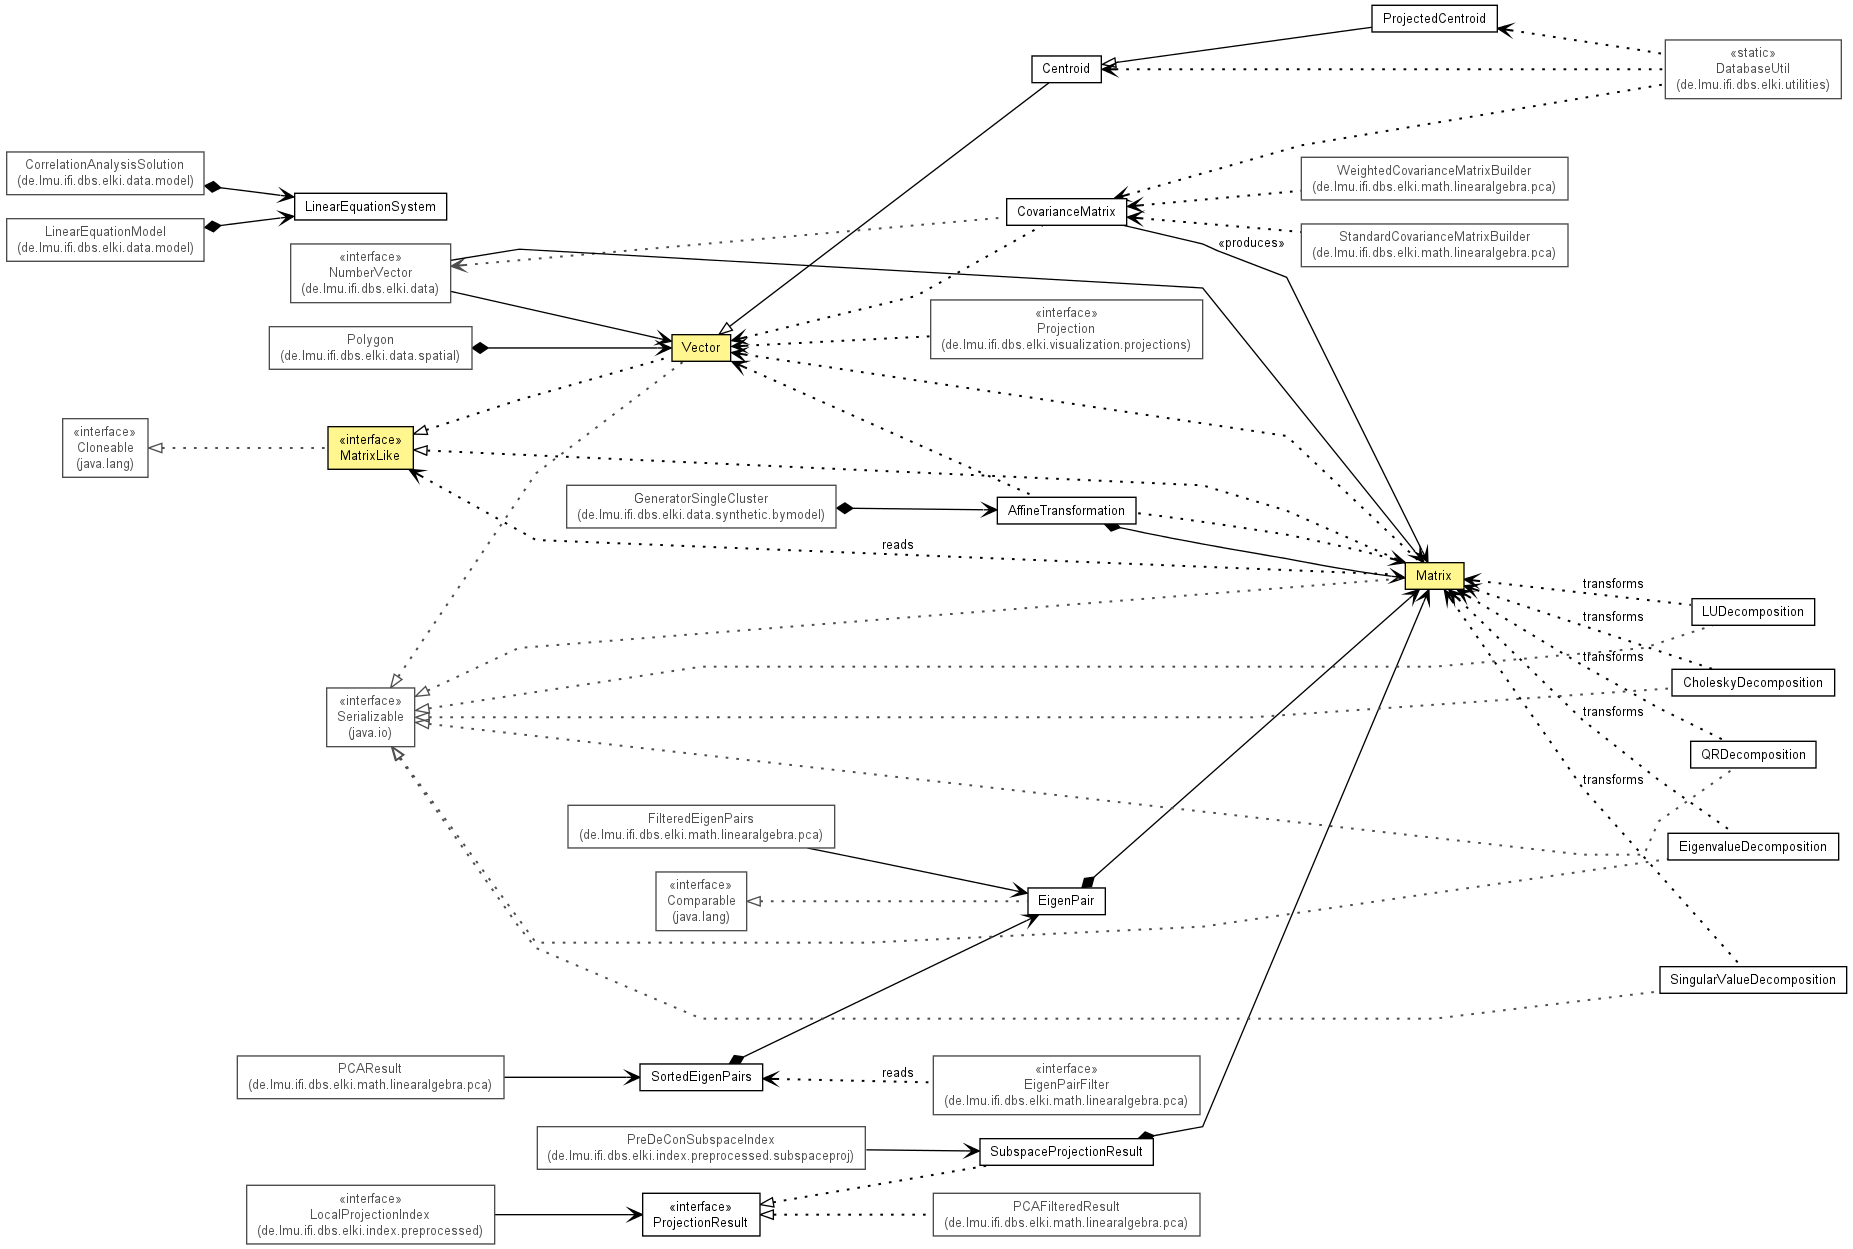 ProjectedCentroid
«static»
DatabaseUtil
(de.lmu.ifi.dbs.elki.utilities)
Centroid
CorrelationAnalysisSolution
(de.lmu.ifi.dbs.elki.data.model)
LinearEquationSystem
LinearEquationModel
(de.lmu.ifi.dbs.elki.data.model)
WeightedCovarianceMatrixBuilder
(de.lmu.ifi.dbs.elki.math.linearalgebra.pca)
CovarianceMatrix
«produces»
StandardCovarianceMatrixBuilder
(de.lmu.ifi.dbs.elki.math.linearalgebra.pca)
«interface»
NumberVector
(de.lmu.ifi.dbs.elki.data)
«interface»
Projection
(de.lmu.ifi.dbs.elki.visualization.projections)
Polygon
(de.lmu.ifi.dbs.elki.data.spatial)
Vector
«interface»
Cloneable
(java.lang)
«interface»
MatrixLike
GeneratorSingleCluster
(de.lmu.ifi.dbs.elki.data.synthetic.bymodel)
AffineTransformation
reads
Matrix
transforms
LUDecomposition
transforms
transforms
CholeskyDecomposition
«interface»
Serializable
(java.io)
transforms
QRDecomposition
transforms
FilteredEigenPairs
(de.lmu.ifi.dbs.elki.math.linearalgebra.pca)
EigenvalueDecomposition
«interface»
Comparable
(java.lang)
EigenPair
SingularValueDecomposition
PCAResult
(de.lmu.ifi.dbs.elki.math.linearalgebra.pca)
SortedEigenPairs
reads
«interface»
EigenPairFilter
(de.lmu.ifi.dbs.elki.math.linearalgebra.pca)
PreDeConSubspaceIndex
(de.lmu.ifi.dbs.elki.index.preprocessed.subspaceproj)
SubspaceProjectionResult
«interface»
LocalProjectionIndex
(de.lmu.ifi.dbs.elki.index.preprocessed)
«interface»
ProjectionResult
PCAFilteredResult
(de.lmu.ifi.dbs.elki.math.linearalgebra.pca)